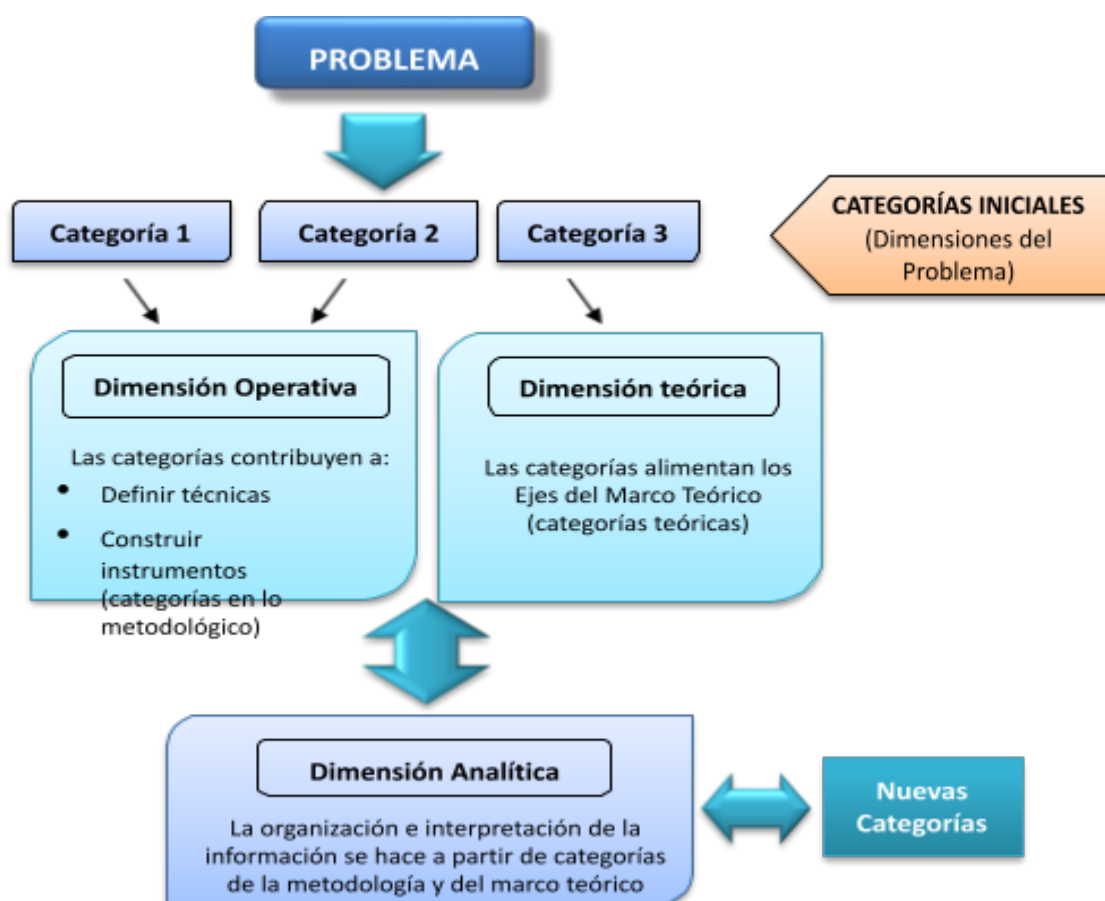 PROBLEMA
Categoría 1
Categoría 2
Categoría 3
CATEGORÍAS INICIALES
(Dimensiones del
Problema)
Dimensión Operativa
Las categorías contribuyen a:
• Definir técnicas
• Construir
instrumentos
(categorías en lo
metodológico)
Dimensión teórica
Las categorías alimentan los
Ejes del Marco Teórico
(categorías teóricas)
Dimensión Analítica
La organización e interpretación de la
información se hace a partir de categorías
de la metodología y del marco teórico
Nuevas
Categorías